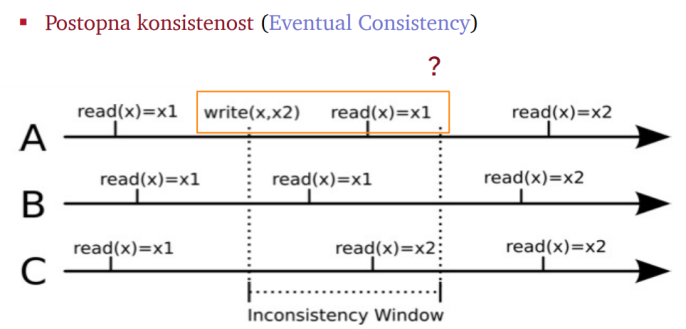 ▪ Postopna konsistenost (Eventual Consistency)
?
read(x)=x1 write(x,x2) read(x)=x1 read(x)=x2
A
read(x)=x1 read(x)=x1 read(x)=x2
B
read(x)=x1 read(x)=x2 read(x)=x2
C
Inconsistency Window